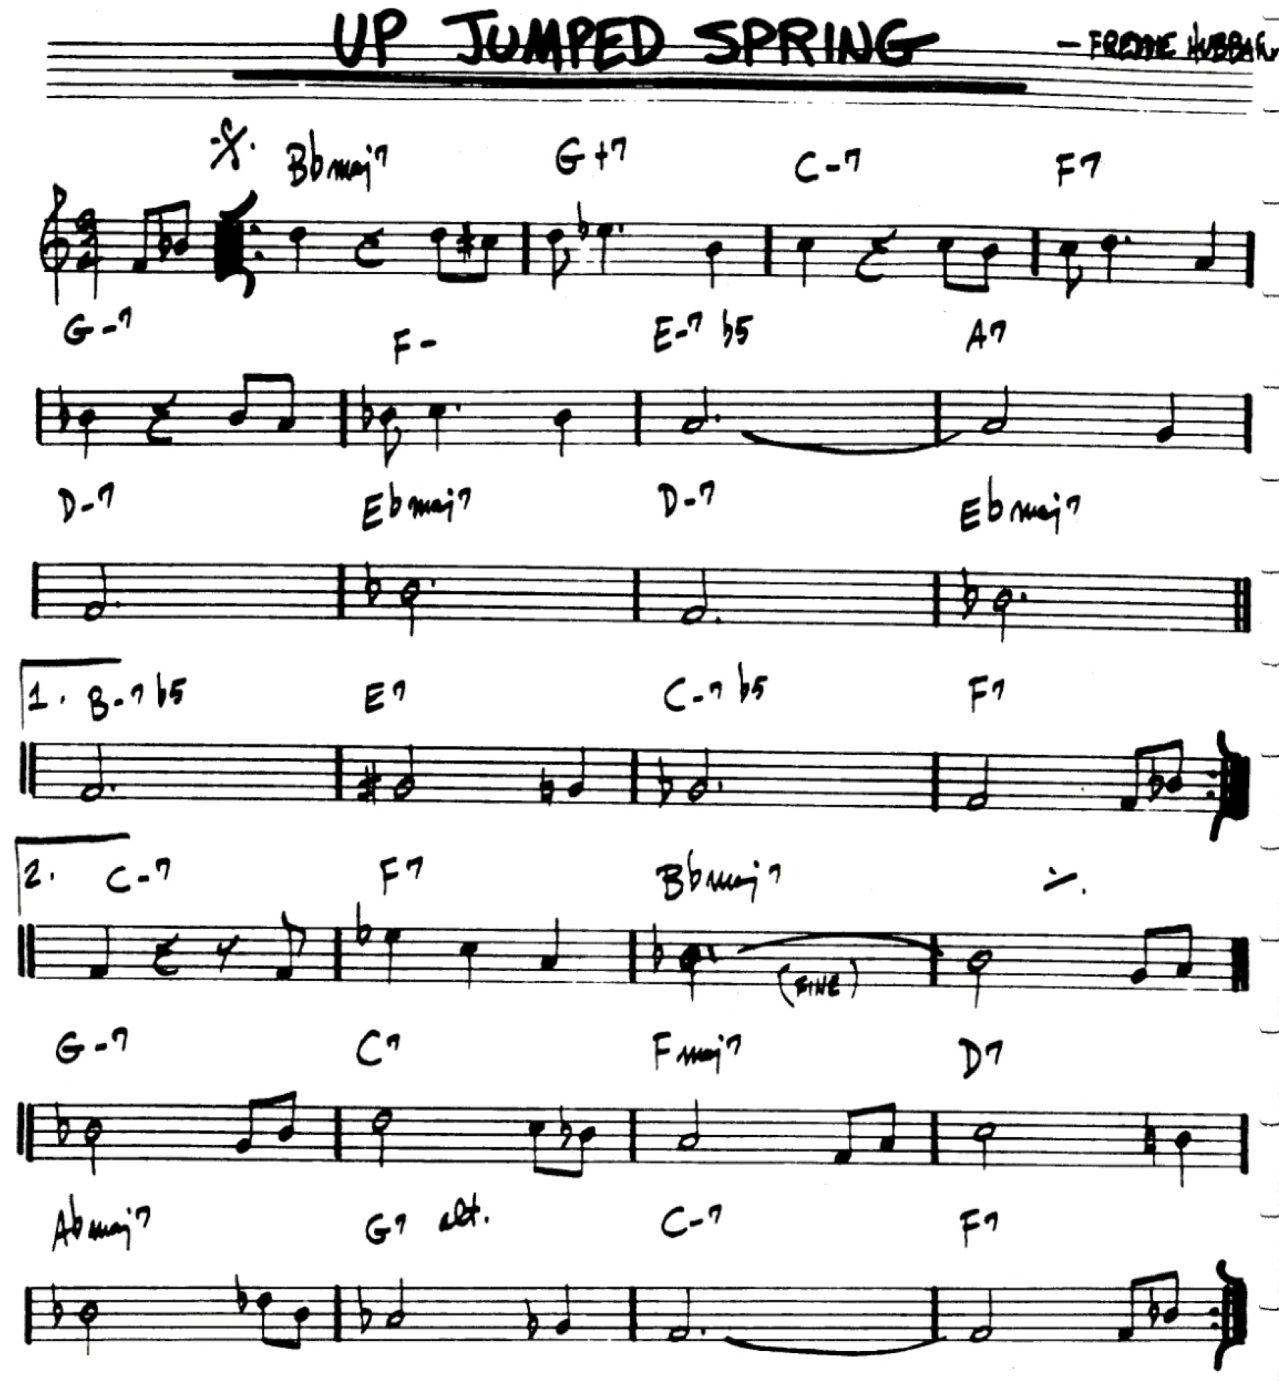 UP JUMPED SPRING — FREDDIE HUBBAR
Bbmaj7 G+7 C-7 F7
3 4
G-7 F- E-7 b5 A7
D-7 Ebmaj7 D-7 Ebmaj7
1. B-7 b5 E7 C-7 b5 F7
2. C-7 F7 Bbmaj7
(FINE)
G-7 C7 Fmaj7 D7
Abmaj7 G7 alt. C-7 F7